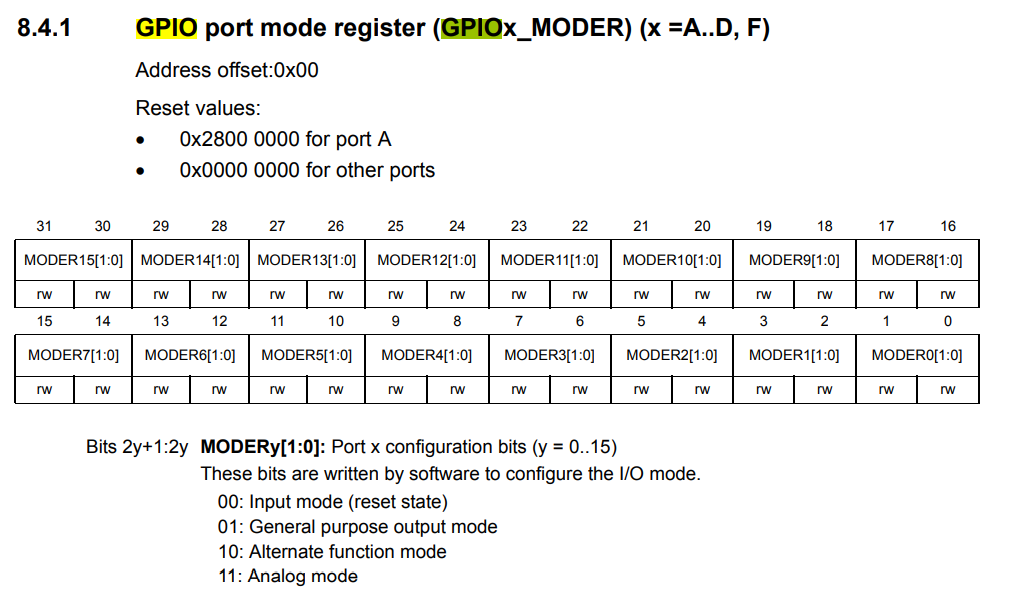 8.4.1 GPIO port mode register (GPIOx_MODER) (x =A..D, F)
Address offset:0x00
Reset values:
• 0x2800 0000 for port A
• 0x0000 0000 for other ports
31 30 29 28 27 26 25 24 23 22 21 20 19 18 17 16
MODER15[1:0] MODER14[1:0] MODER13[1:0] MODER12[1:0] MODER11[1:0] MODER10[1:0] MODER9[1:0] MODER8[1:0]
rw rw rw rw rw rw rw rw rw rw rw rw rw rw rw rw
15 14 13 12 11 10 9 8 7 6 5 4 3 2 1 0
MODER7[1:0] MODER6[1:0] MODER5[1:0] MODER4[1:0] MODER3[1:0] MODER2[1:0] MODER1[1:0] MODER0[1:0]
rw rw rw rw rw rw rw rw rw rw rw rw rw rw rw rw
Bits 2y+1:2y MODERy[1:0]: Port x configuration bits (y = 0..15)
These bits are written by software to configure the I/O mode.
00: Input mode (reset state)
01: General purpose output mode
10: Alternate function mode
11: Analog mode